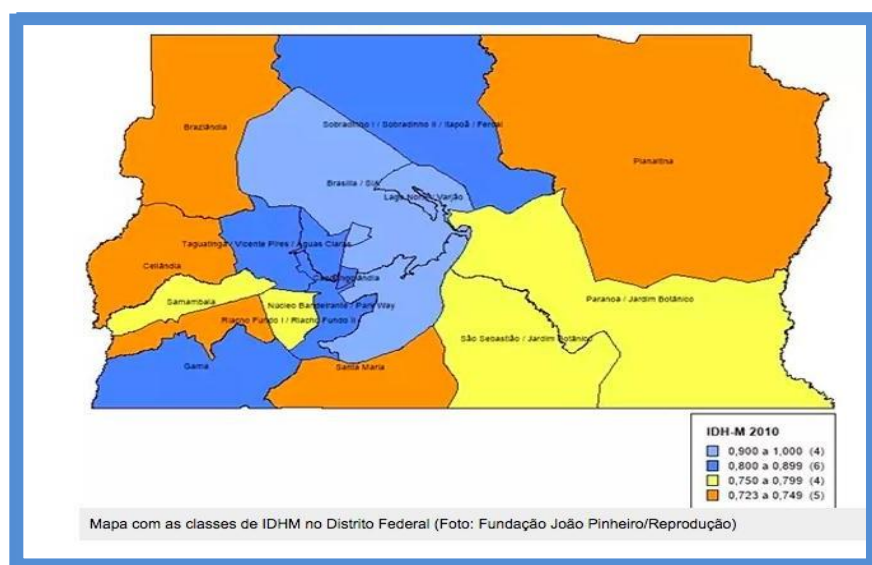 Sobradinho I / Sobradinho II / Itapoã / Fercal
Brazlândia
Planaltina
Brasília / SIA
Lago Norte / Varjão
Taguatinga / Vicente Pires / Águas Claras
Ceilândia
Candangolândia
Samambaia
Núcleo Bandeirante / Park Way
Paranoa / Jardim Botânico
Riacho Fundo I / Riacho Fundo II
São Sebastião / Jardim Botânico
Gama
Santa Maria
IDH-M 2010
0,900 a 1,000 (4)
0,800 a 0,899 (6)
0,750 a 0,799 (4)
0,723 a 0,749 (5)
Mapa com as classes de IDHM no Distrito Federal (Foto: Fundação João Pinheiro/Reprodução)